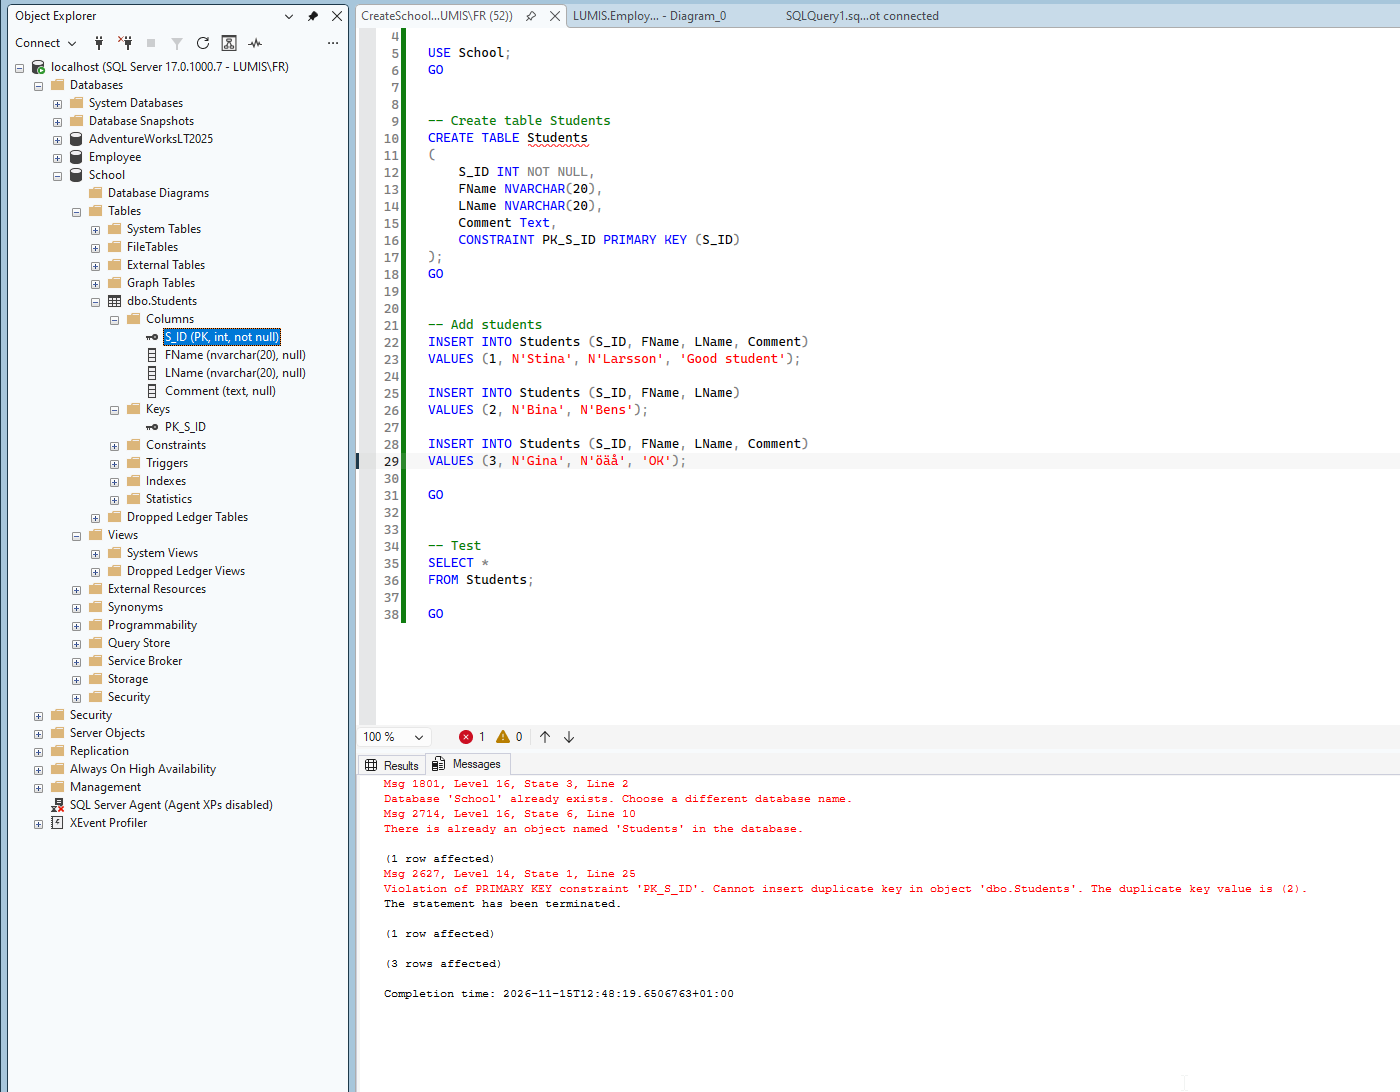 Object Explorer
Connect
localhost (SQL Server 17.0.1000.7 - LUMIS\FR)
Databases
System Databases
Database Snapshots
AdventureWorksLT2025
Employee
School
Database Diagrams
Tables
System Tables
FileTables
External Tables
Graph Tables
dbo.Students
Columns
S_ID (PK, int, not null)
FName (nvarchar(20), null)
LName (nvarchar(20), null)
Comment (text, null)
Keys
PK_S_ID
Constraints
Triggers
Indexes
Statistics
Dropped Ledger Tables
Views
System Views
Dropped Ledger Views
External Resources
Synonyms
Programmability
Query Store
Service Broker
Storage
Security
Security
Server Objects
Replication
Always On High Availability
Management
SQL Server Agent (Agent XPs disabled)
XEvent Profiler
CreateSchool...UMIS\FR (52)) LUMIS.Employ... - Diagram_0 SQLQuery1.sq...ot connected
4
5 USE School;
6 GO
7
8
9 -- Create table Students
10 CREATE TABLE Students
11 (
12 S_ID INT NOT NULL,
13 FName NVARCHAR(20),
14 LName NVARCHAR(20),
15 Comment Text,
16 CONSTRAINT PK_S_ID PRIMARY KEY (S_ID)
17 );
18 GO
19
20
21 -- Add students
22 INSERT INTO Students (S_ID, FName, LName, Comment)
23 VALUES (1, N'Stina', N'Larsson', 'Good student');
24
25 INSERT INTO Students (S_ID, FName, LName)
26 VALUES (2, N'Bina', N'Bens');
27
28 INSERT INTO Students (S_ID, FName, LName, Comment)
29 VALUES (3, N'Gina', N'öäå', 'OK');
30
31 GO
32
33
34 -- Test
35 SELECT *
36 FROM Students;
37
38 GO
100 % 1 0
Results Messages
Msg 1801, Level 16, State 3, Line 2
Database 'School' already exists. Choose a different database name.
Msg 2714, Level 16, State 6, Line 10
There is already an object named 'Students' in the database.
(1 row affected)
Msg 2627, Level 14, State 1, Line 25
Violation of PRIMARY KEY constraint 'PK_S_ID'. Cannot insert duplicate key in object 'dbo.Students'. The duplicate key value is (2).
The statement has been terminated.
(1 row affected)
(3 rows affected)
Completion time: 2026-11-15T12:48:19.6506763+01:00